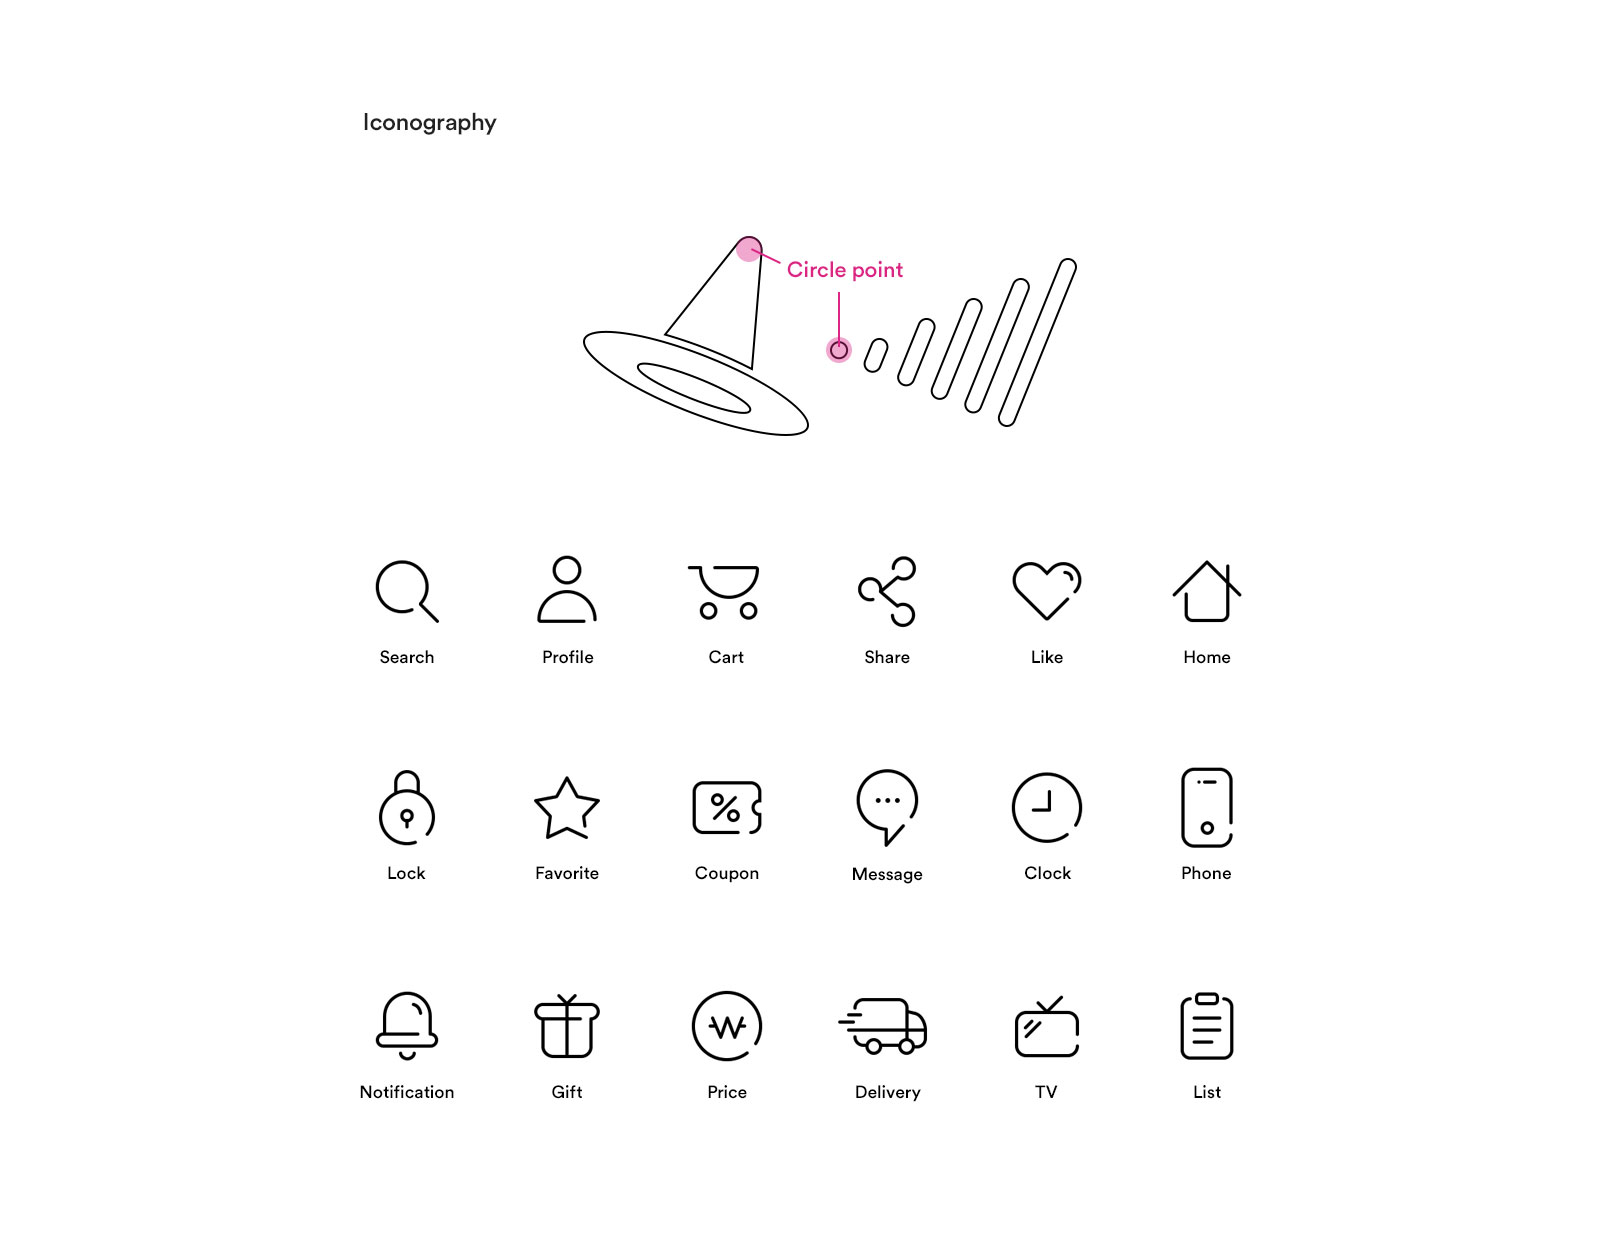 Iconography
Circle point
Search
Profile
Cart
Share
Like
Home
Lock
Favorite
Coupon
Message
Clock
Phone
Notification
Gift
Price
Delivery
TV
List